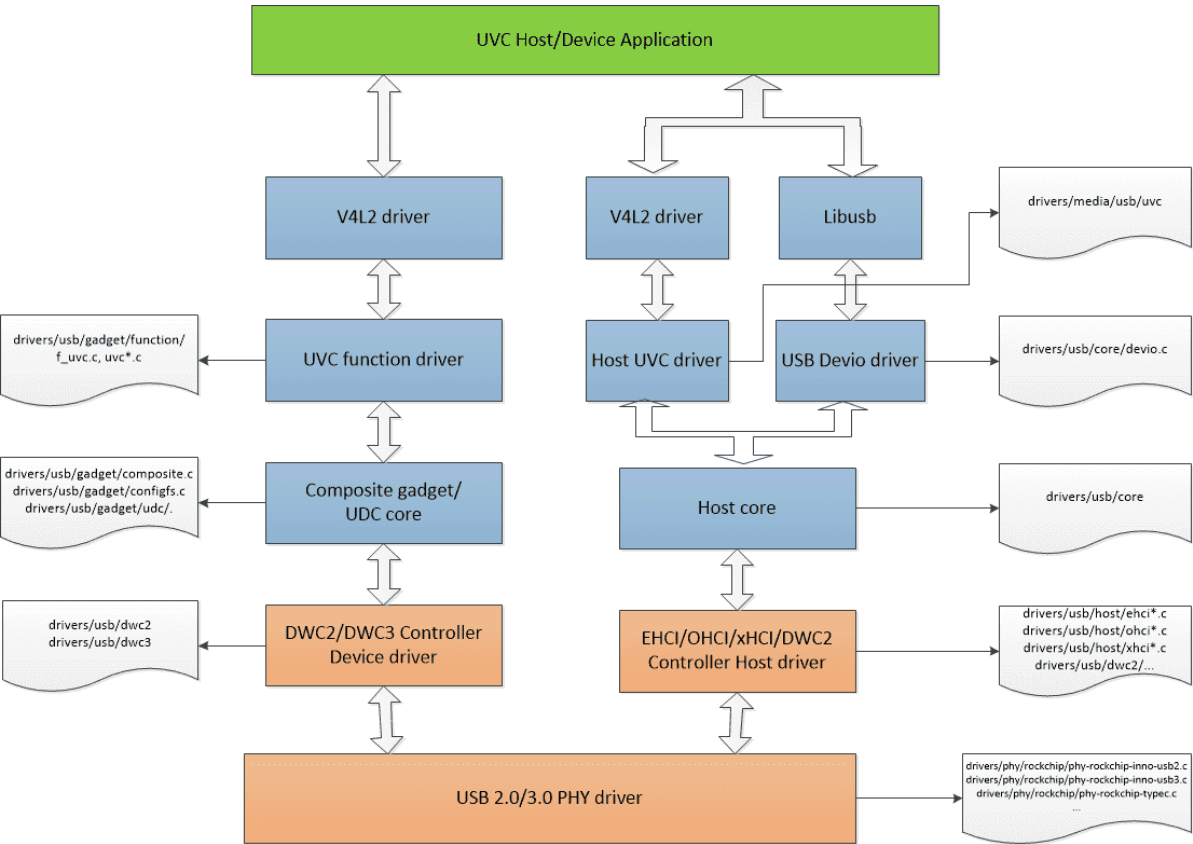 UVC Host/Device Application
V4L2 driver
V4L2 driver
Libusb
drivers/media/usb/uvc
drivers/usb/gadget/function/
f_uvc.c, uvc*.c
UVC function driver
Host UVC driver
USB Devio driver
drivers/usb/core/devio.c
drivers/usb/gadget/composite.c
drivers/usb/gadget/configfs.c
drivers/usb/gadget/udc/.
Composite gadget/
UDC core
Host core
drivers/usb/core
drivers/usb/dwc2
drivers/usb/dwc3
DWC2/DWC3 Controller
Device driver
EHCI/OHCI/xHCI/DWC2
Controller Host driver
drivers/usb/host/ehci*.c
drivers/usb/host/ohci*.c
drivers/usb/host/xhci*.c
drivers/usb/dwc2/...
USB 2.0/3.0 PHY driver
drivers/phy/rockchip/phy-rockchip-inno-usb2.c
drivers/phy/rockchip/phy-rockchip-inno-usb3.c
drivers/phy/rockchip/phy-rockchip-typec.c
...